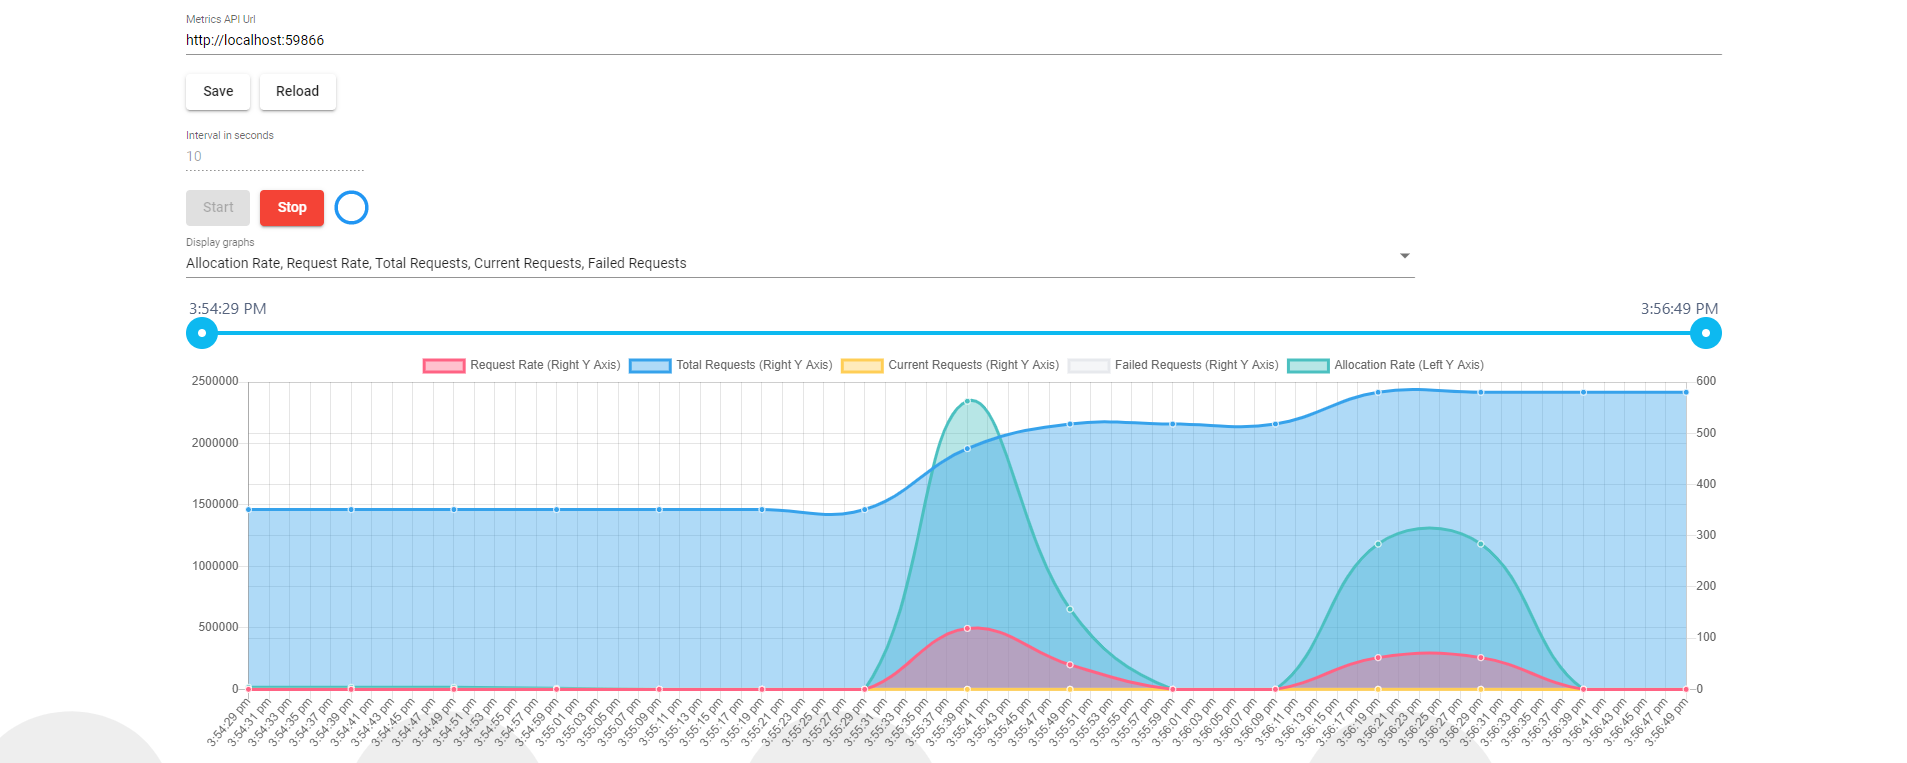 Metrics API Url
http://localhost:59866
Save Reload
Interval in seconds
10
Start Stop
Display graphs
Allocation Rate, Request Rate, Total Requests, Current Requests, Failed Requests
3:54:29 PM 3:56:49 PM
Request Rate (Right Y Axis) Total Requests (Right Y Axis) Current Requests (Right Y Axis) Failed Requests (Right Y Axis) Allocation Rate (Left Y Axis)
2500000 600
2000000 500
1500000 400
1000000 300
500000 200
0 100
0
3:54:29 pm
3:54:31 pm
3:54:33 pm
3:54:35 pm
3:54:37 pm
3:54:39 pm
3:54:41 pm
3:54:43 pm
3:54:45 pm
3:54:47 pm
3:54:49 pm
3:54:51 pm
3:54:53 pm
3:54:55 pm
3:54:57 pm
3:54:59 pm
3:55:01 pm
3:55:03 pm
3:55:05 pm
3:55:07 pm
3:55:09 pm
3:55:11 pm
3:55:13 pm
3:55:15 pm
3:55:17 pm
3:55:19 pm
3:55:21 pm
3:55:23 pm
3:55:25 pm
3:55:27 pm
3:55:29 pm
3:55:31 pm
3:55:33 pm
3:55:35 pm
3:55:37 pm
3:55:39 pm
3:55:41 pm
3:55:43 pm
3:55:45 pm
3:55:47 pm
3:55:49 pm
3:55:51 pm
3:55:53 pm
3:55:55 pm
3:55:57 pm
3:55:59 pm
3:56:01 pm
3:56:03 pm
3:56:05 pm
3:56:07 pm
3:56:09 pm
3:56:11 pm
3:56:13 pm
3:56:15 pm
3:56:17 pm
3:56:19 pm
3:56:21 pm
3:56:23 pm
3:56:25 pm
3:56:27 pm
3:56:29 pm
3:56:31 pm
3:56:33 pm
3:56:35 pm
3:56:37 pm
3:56:39 pm
3:56:41 pm
3:56:43 pm
3:56:45 pm
3:56:47 pm
3:56:49 pm